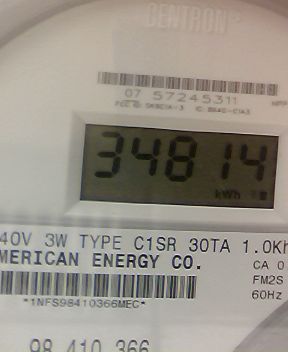 CENTRON
07 57245311
34814
kWh
40V 3W TYPE C1SR 30TA 1.0Kh
MERICAN ENERGY CO.
CA 0
FM2S
*1NFS98410366MEC*
60Hz
98 410 366